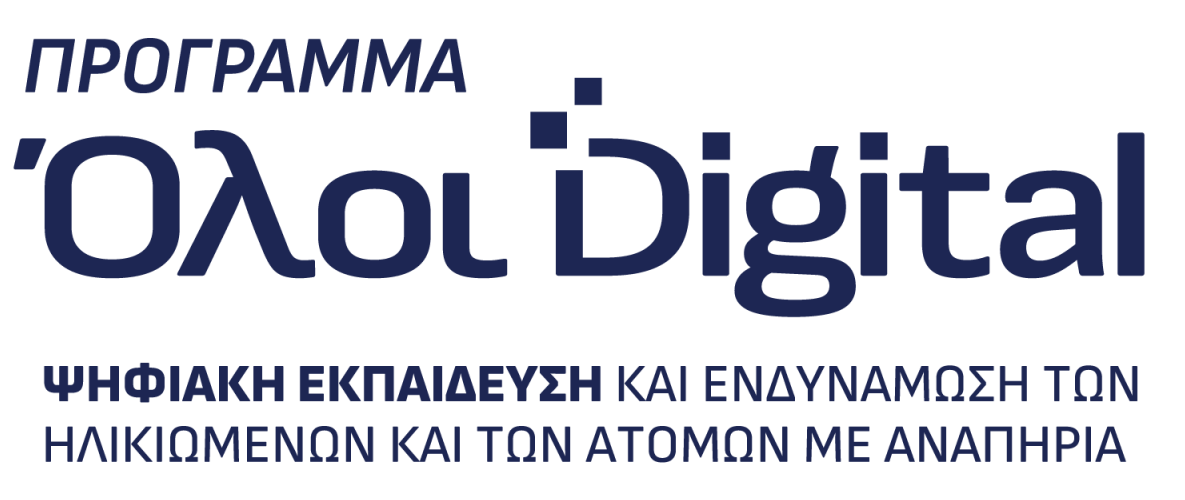 ΠΡΟΓΡΑΜΜΑ
Όλοι Digital
ΨΗΦΙΑΚΗ ΕΚΠΑΙΔΕΥΣΗ ΚΑΙ ΕΝΔΥΝΑΜΩΣΗ ΤΩΝ
ΗΛΙΚΙΩΜΕΝΩΝ ΚΑΙ ΤΩΝ ΑΤΟΜΩΝ ΜΕ ΑΝΑΠΗΡΙΑ